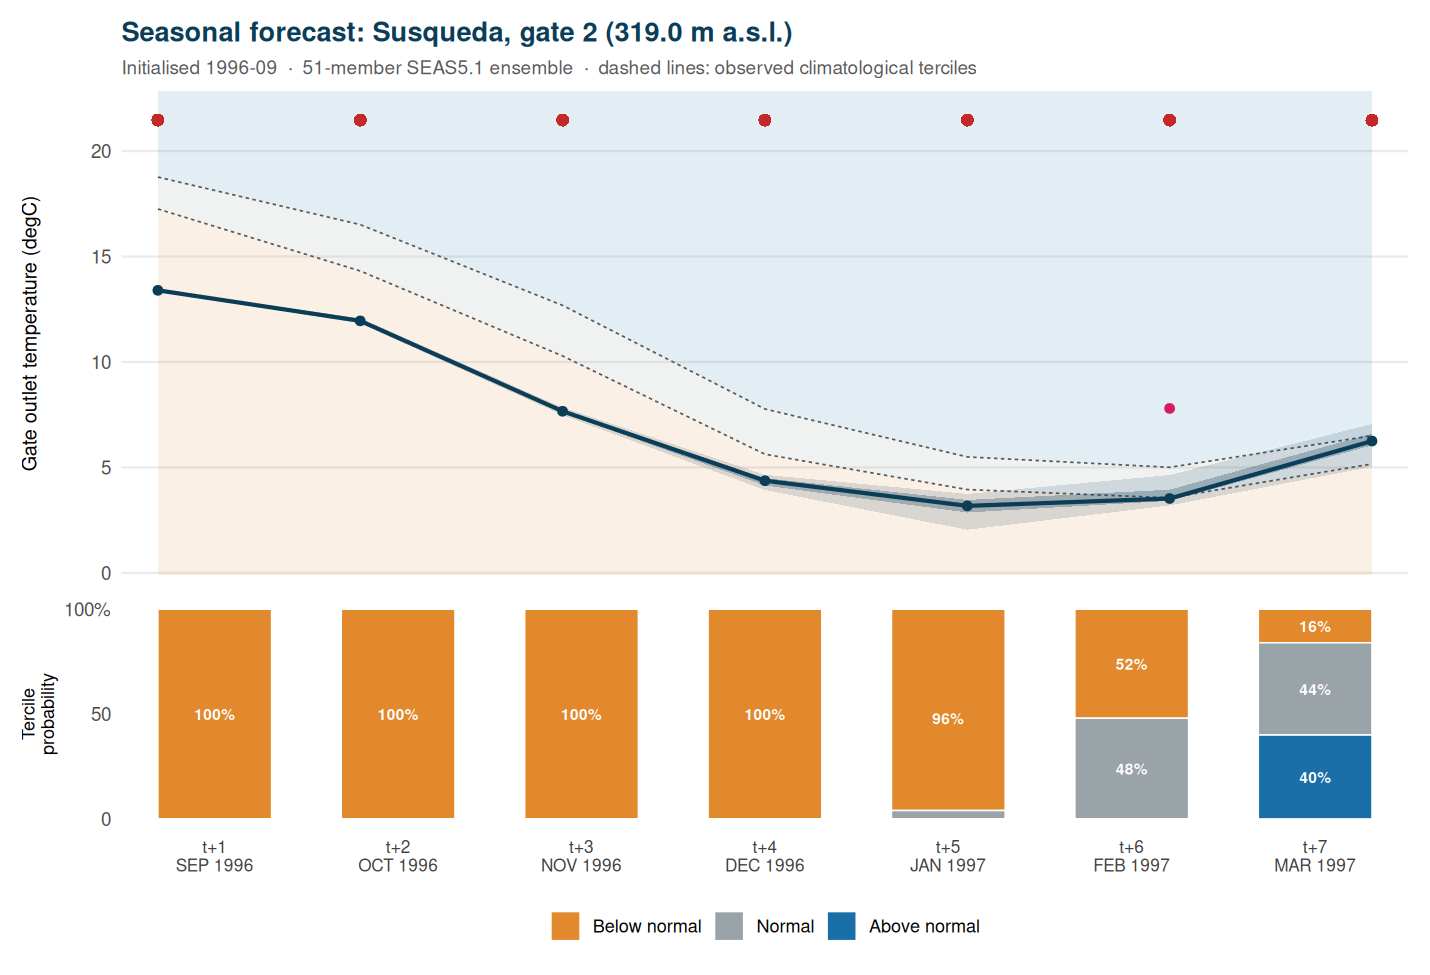 Seasonal forecast: Susqueda, gate 2 (319.0 m a.s.l.)
Initialised 1996-09 · 51-member SEAS5.1 ensemble · dashed lines: observed climatological terciles
Gate outlet temperature (degC)
20
15
10
5
0
Tercile
probability
100%
50
0
100%
100%
100%
100%
96%
52%
48%
16%
44%
40%
t+1
SEP 1996
t+2
OCT 1996
t+3
NOV 1996
t+4
DEC 1996
t+5
JAN 1997
t+6
FEB 1997
t+7
MAR 1997
Below normal
Normal
Above normal